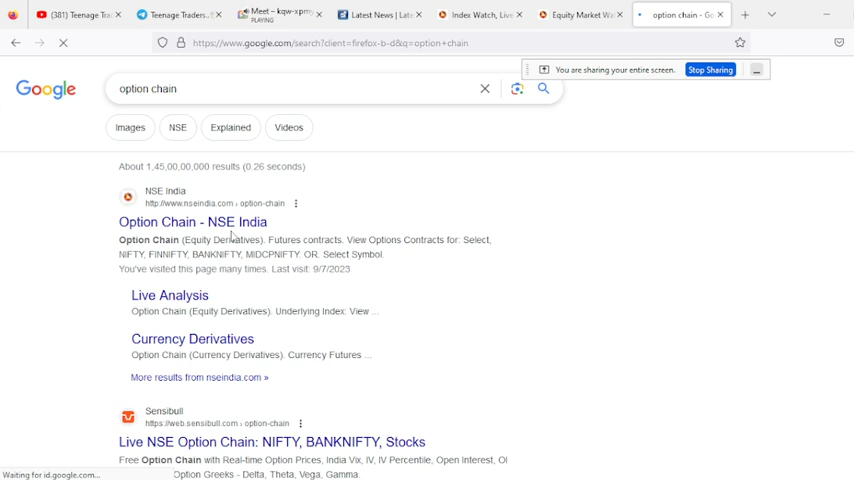 (381) Teenage Tra
Teenage Traders..
Meet – kqw-xpmy
PLAYING
Latest News | Late
Index Watch, Live
Equity Market Wa
option chain - Go
https://www.google.com/search?client=firefox-b-d&q=option+chain
You are sharing your entire screen. Stop Sharing
Google
option chain
Images NSE Explained Videos
About 1,45,00,00,000 results (0.26 seconds)
NSE India
http://www.nseindia.com › option-chain
Option Chain - NSE India
Option Chain (Equity Derivatives). Futures contracts. View Options Contracts for: Select,
NIFTY, FINNIFTY, BANKNIFTY, MIDCPNIFTY. OR. Select Symbol.
You've visited this page many times. Last visit: 9/7/2023
Live Analysis
Option Chain (Equity Derivatives). Underlying Index: View ...
Currency Derivatives
Option Chain (Currency Derivatives). Currency Futures ...
More results from nseindia.com »
Sensibull
https://web.sensibull.com › option-chain
Live NSE Option Chain: NIFTY, BANKNIFTY, Stocks
Free Option Chain with Real-time Option Prices, India Vix, IV, IV Percentile, Open Interest, OI
Option Greeks - Delta, Theta, Vega, Gamma.
Waiting for id.google.com...